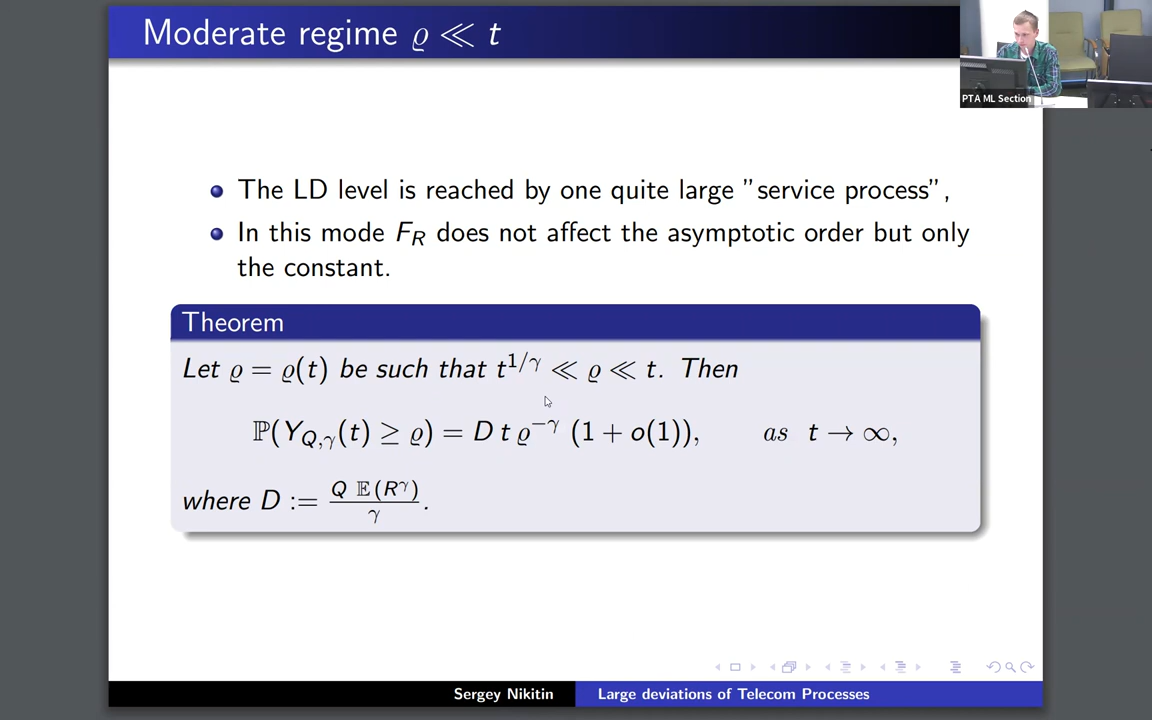 Moderate regime ϱ ≪ t
PTA ML Section
The LD level is reached by one quite large ”service process”,
In this mode F_R does not affect the asymptotic order but only
the constant.
Theorem
Let ϱ = ϱ(t) be such that t^{1/γ} ≪ ϱ ≪ t. Then
ℙ(Y_{Q,γ}(t) ≥ ϱ) = D t ϱ^{−γ} (1 + o(1)), as t → ∞,
where D := Q 𝔼(R^γ) / γ.
Sergey Nikitin
Large deviations of Telecom Processes